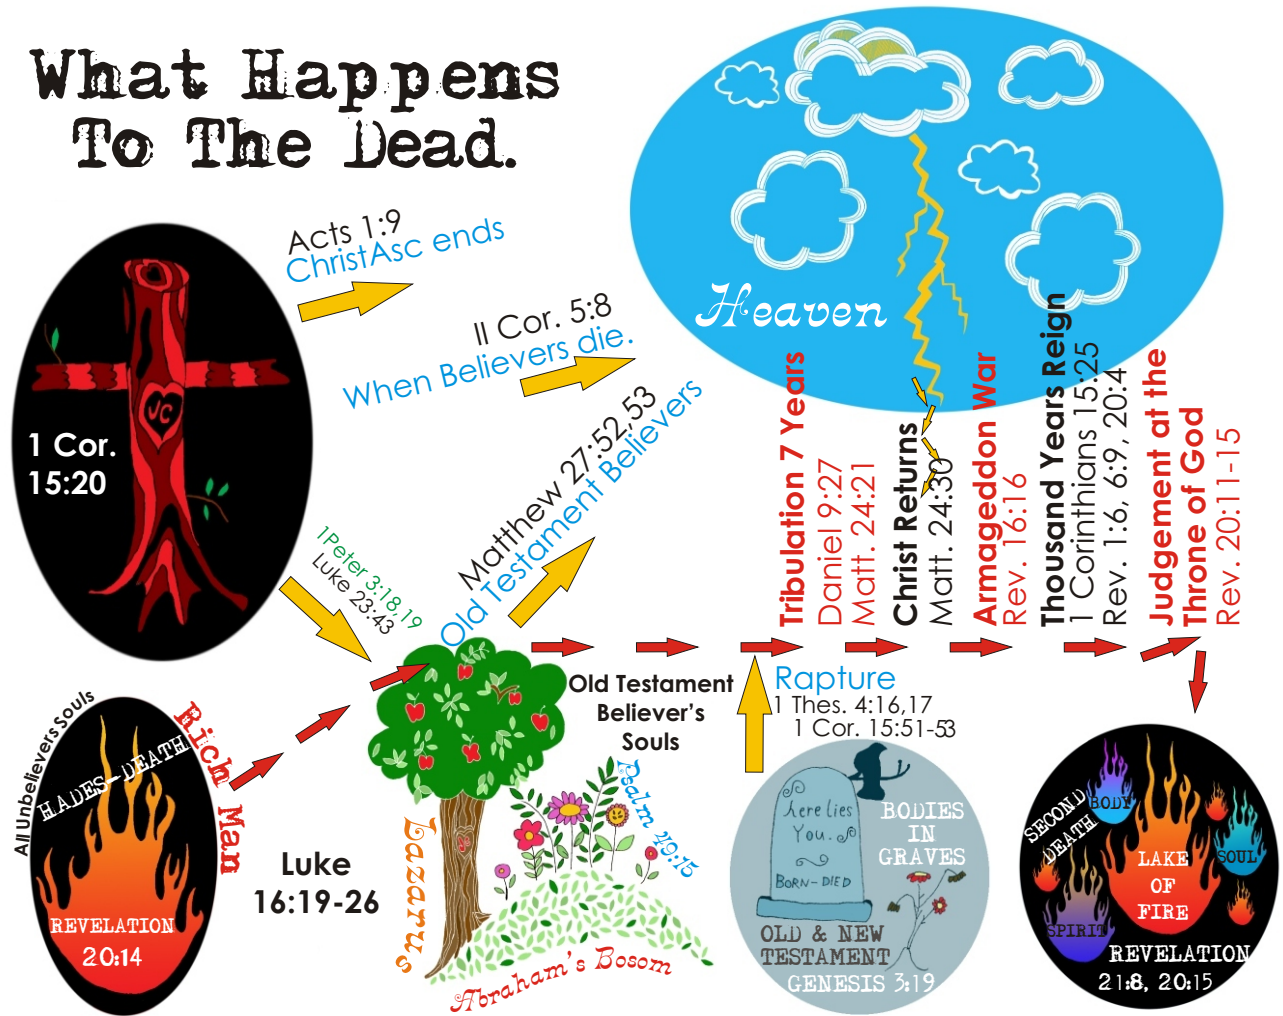 What Happens
To The Dead.
Acts 1:9
ChristAsc ends
II Cor. 5:8
When Believers die.
Matthew 27:52,53
Old Testament Believers
1 Cor.
15:20
JC
1Peter 3:18,19
Luke 23:43
Heaven
Tribulation 7 Years
Daniel 9:27
Matt. 24:21
Christ Returns
Matt. 24:30
Armageddon War
Rev. 16:16
Thousand Years Reign
1 Corinthians 15:25
Rev. 1:6, 6:9, 20:4
Judgement at the
Throne of God
Rev. 20:11-15
All Unbelievers Souls
HADES-DEATH
Rich Man
REVELATION
20:14
Luke
16:19-26
Lazarus
Abraham's Bosom
Psalm 49:15
Old Testament
Believer's
Souls
Rapture
1 Thes. 4:16,17
1 Cor. 15:51-53
here lies
You.
BORN-DIED
BODIES
IN
GRAVES
OLD & NEW
TESTAMENT
GENESIS 3:19
SECOND
DEATH
BODY
SOUL
SPIRIT
LAKE
OF
FIRE
REVELATION
21:8, 20:15